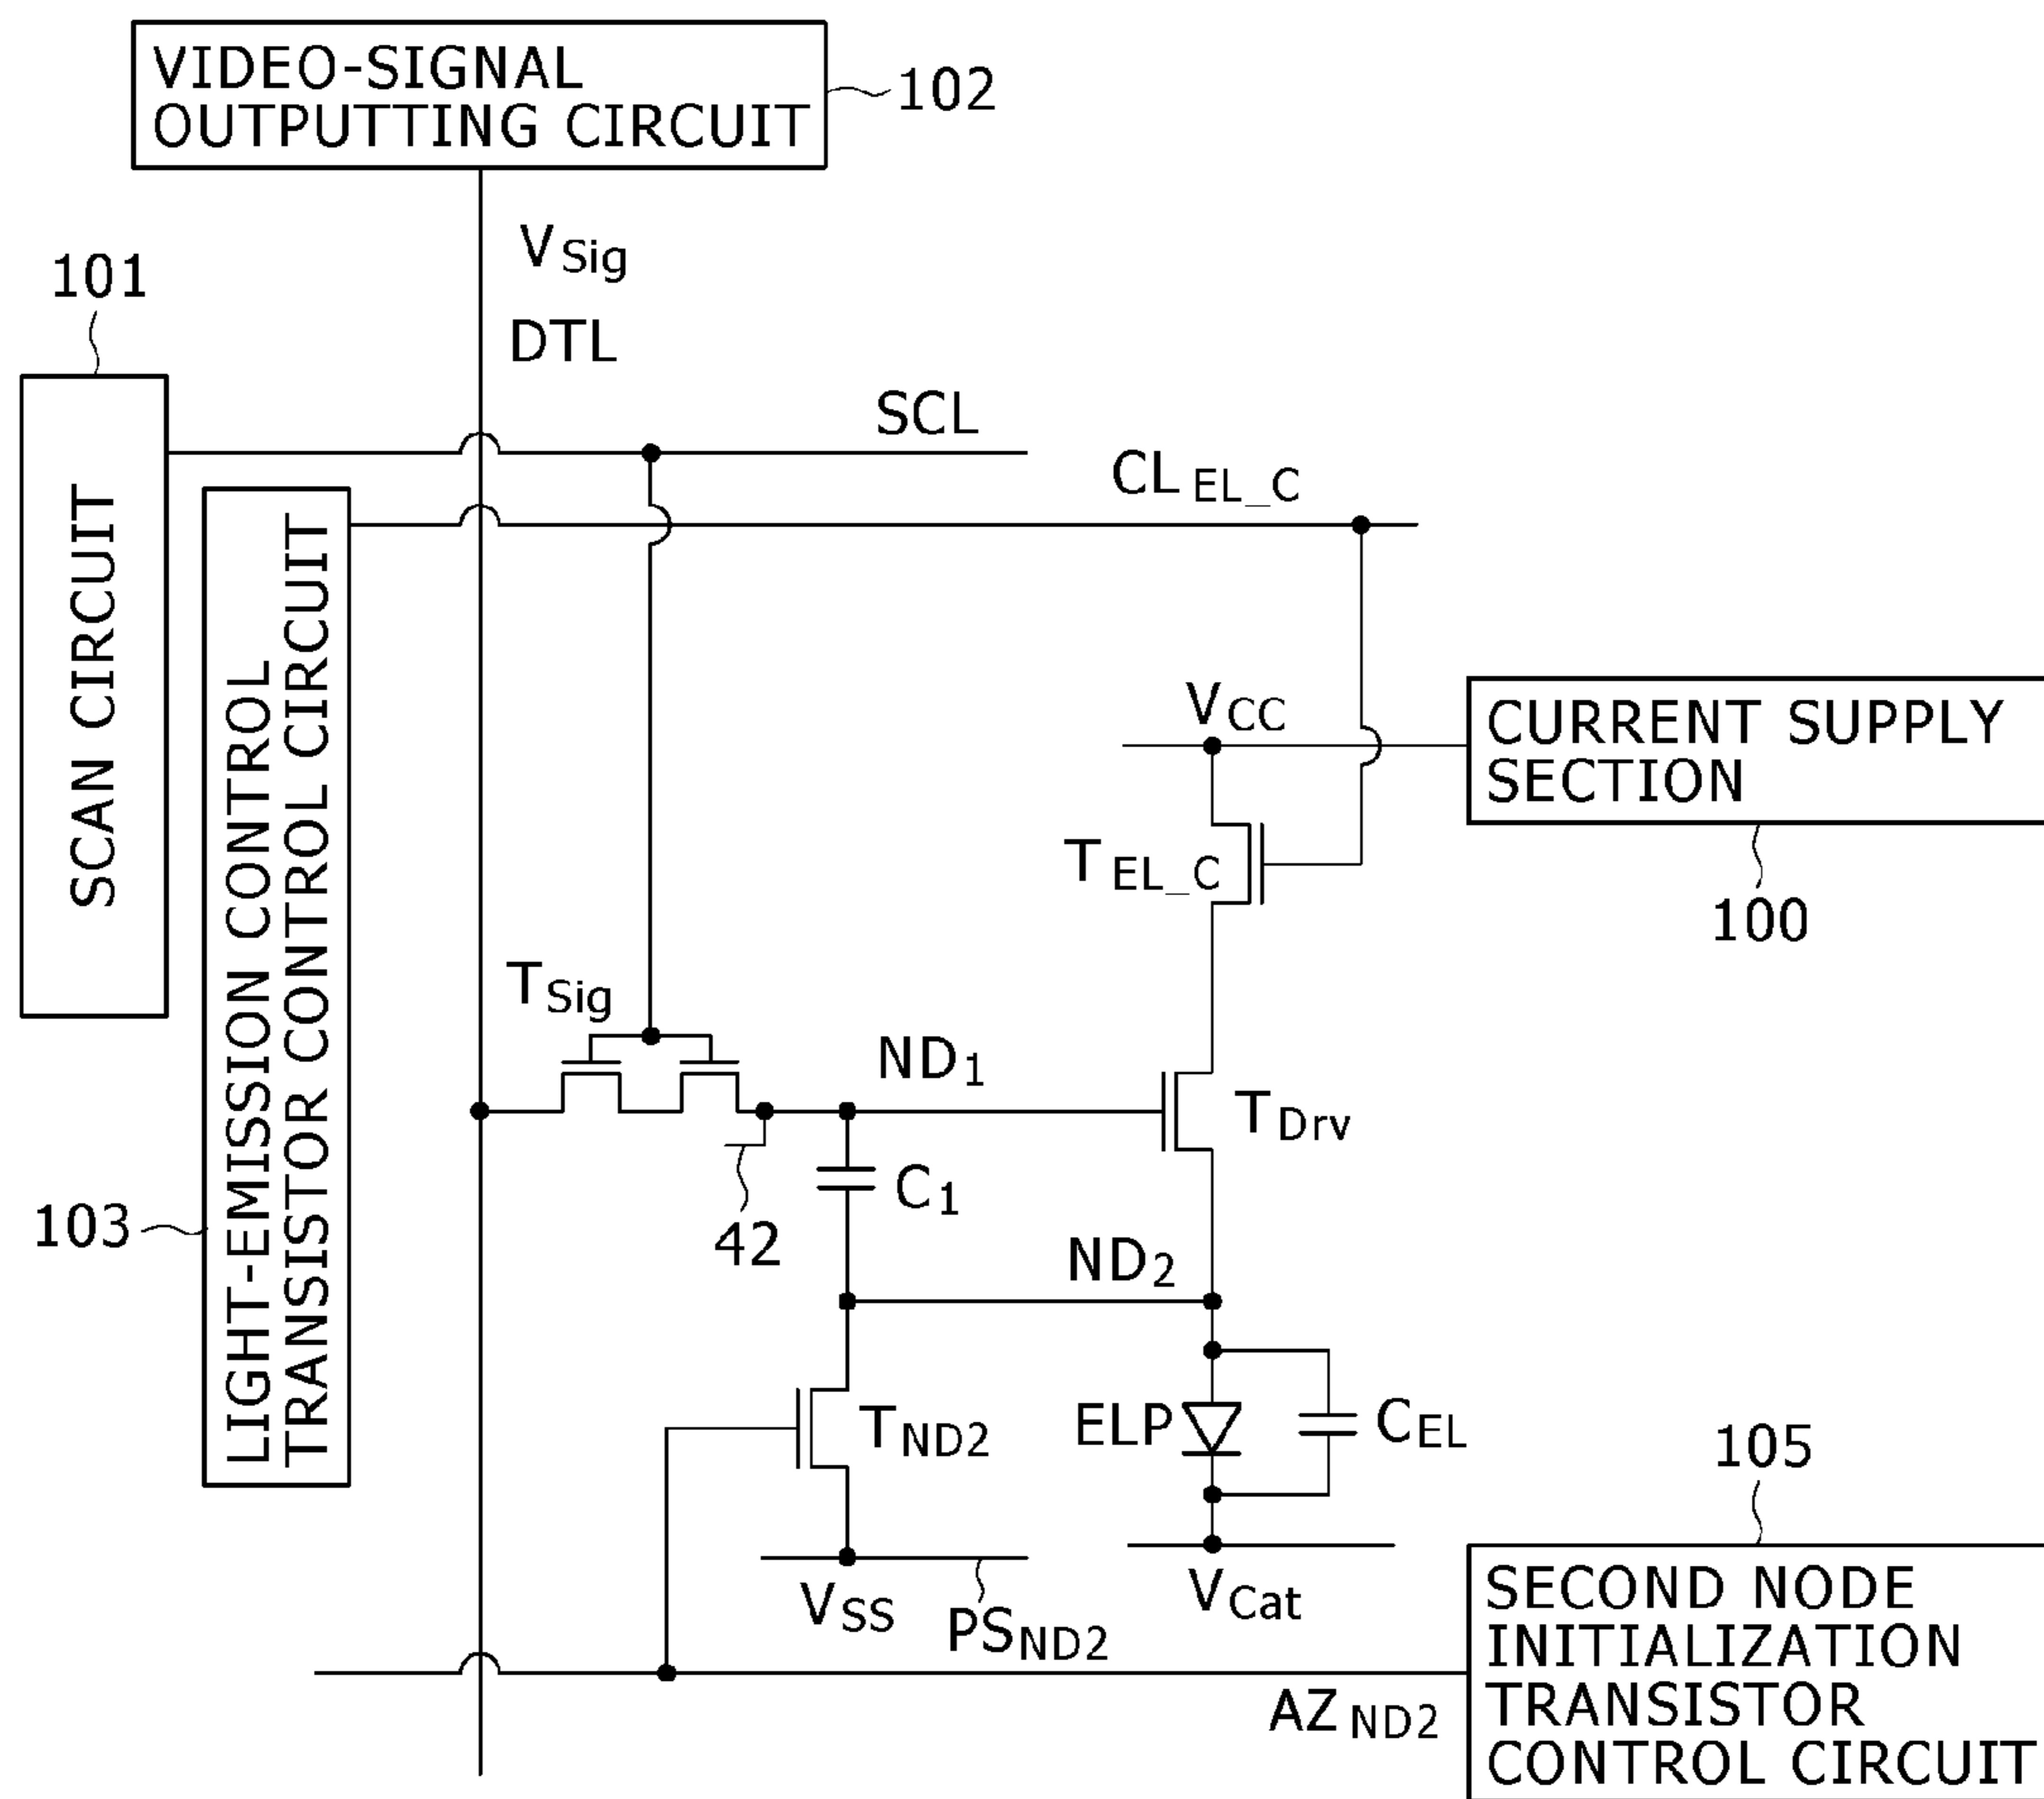 VIDEO-SIGNAL
OUTPUTTING CIRCUIT
102
VSig
101
DTL
SCL
CLEL_C
SCAN CIRCUIT
LIGHT-EMISSION CONTROL
TRANSISTOR CONTROL CIRCUIT
VCC
CURRENT SUPPLY
SECTION
TEL_C
100
TSig
ND1
TDrv
C1
103
42
ND2
TND2
ELP
CEL
105
VSS
PSND2
VCat
SECOND NODE
INITIALIZATION
TRANSISTOR
CONTROL CIRCUIT
AZND2